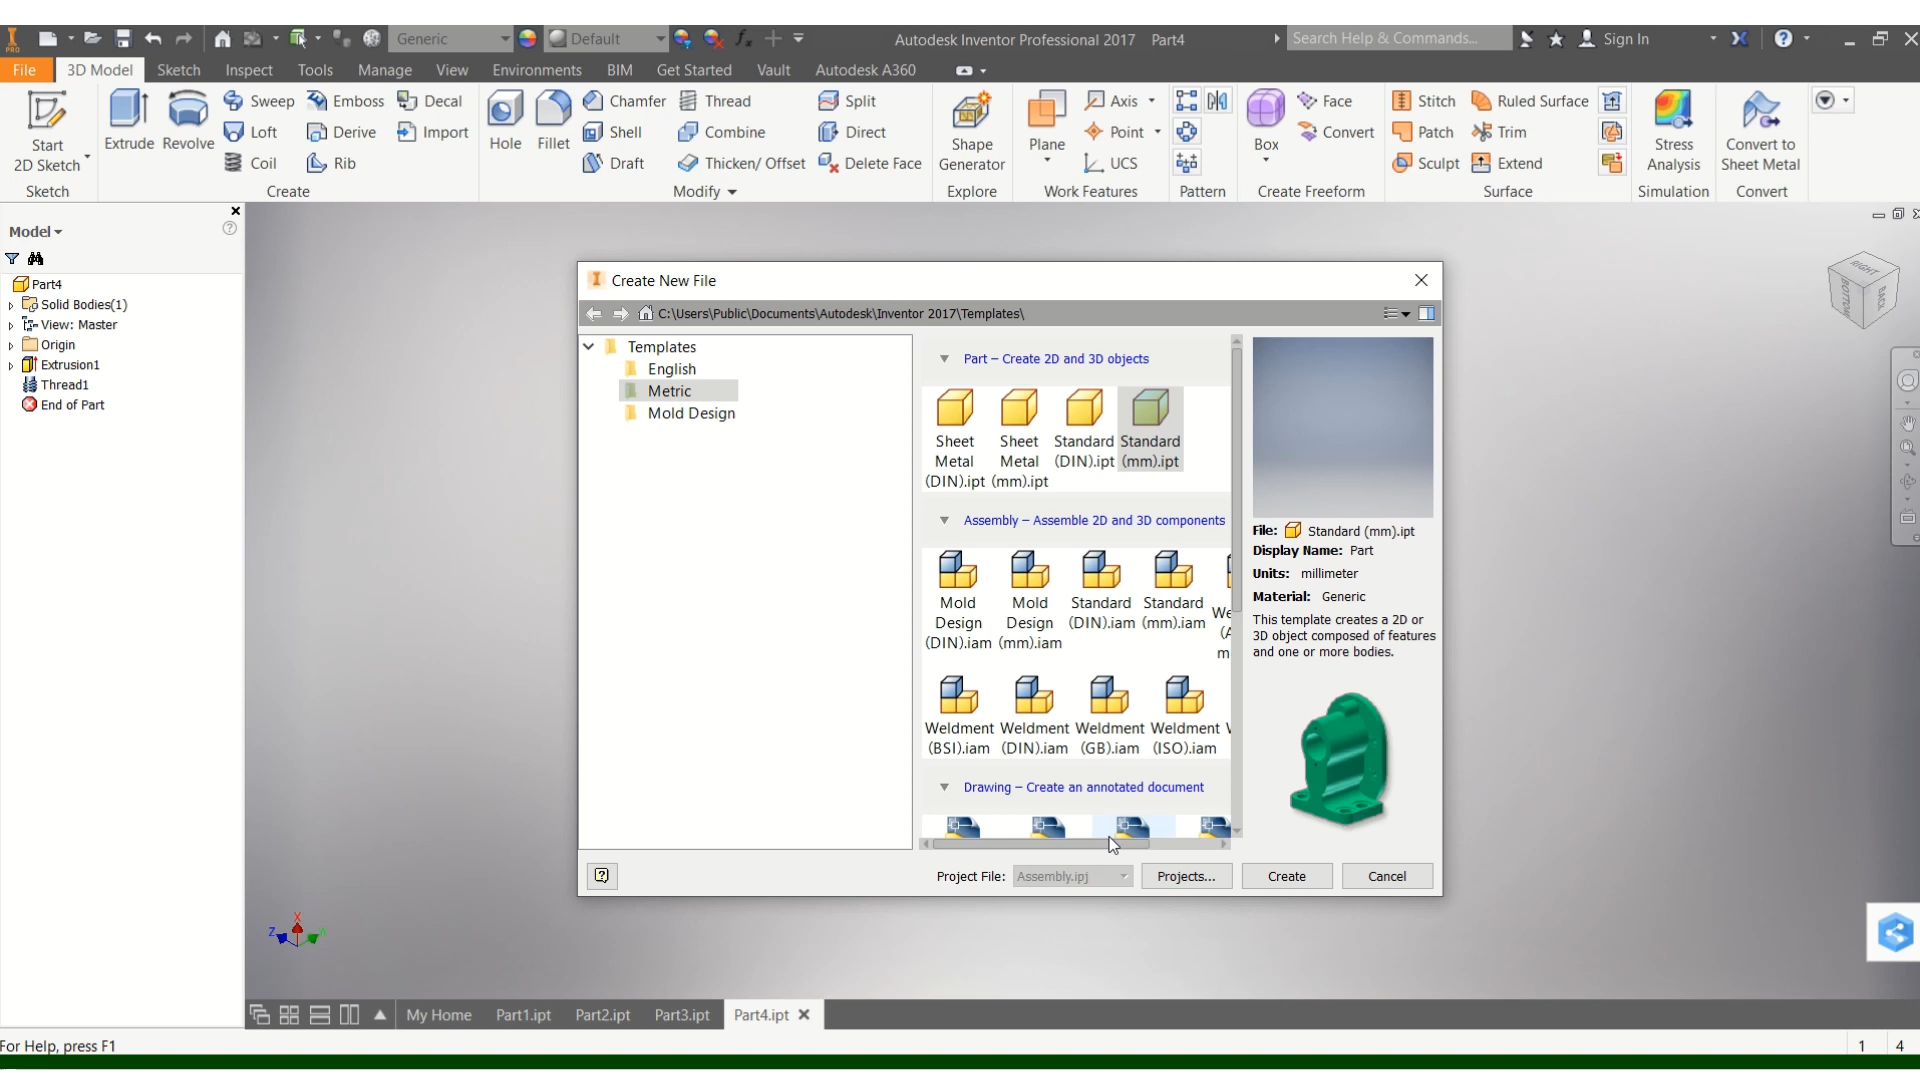 PRO
Generic
Default
Autodesk Inventor Professional 2017 Part4
Search Help & Commands...
Sign In
File
3D Model
Sketch
Inspect
Tools
Manage
View
Environments
BIM
Get Started
Vault
Autodesk A360
Start
2D Sketch
Sketch
Extrude
Revolve
Sweep
Emboss
Decal
Loft
Derive
Import
Coil
Rib
Create
Hole
Fillet
Chamfer
Thread
Split
Shell
Combine
Direct
Draft
Thicken/ Offset
Delete Face
Modify
Shape
Generator
Explore
Plane
Axis
Point
UCS
Work Features
Pattern
Box
Face
Convert
Create Freeform
Stitch
Ruled Surface
Patch
Trim
Sculpt
Extend
Surface
Stress
Analysis
Simulation
Convert to
Sheet Metal
Convert
Model
Part4
Solid Bodies(1)
View: Master
Origin
Extrusion1
Thread1
End of Part
RIGHT
BOTTOM
BACK
Create New File
C:\Users\Public\Documents\Autodesk\Inventor 2017\Templates\
Templates
English
Metric
Mold Design
Part – Create 2D and 3D objects
Sheet
Metal
(DIN).ipt
Sheet
Metal
(mm).ipt
Standard
(DIN).ipt
Standard
(mm).ipt
Assembly – Assemble 2D and 3D components
Mold
Design
(DIN).iam
Mold
Design
(mm).iam
Standard
(DIN).iam
Standard
(mm).iam
Weldment
(BSI).iam
Weldment
(DIN).iam
Weldment
(GB).iam
Weldment
(ISO).iam
Drawing – Create an annotated document
File: Standard (mm).ipt
Display Name: Part
Units: millimeter
Material: Generic
This template creates a 2D or
3D object composed of features
and one or more bodies.
Project File:
Assembly.ipj
Projects...
Create
Cancel
X
Z
My Home
Part1.ipt
Part2.ipt
Part3.ipt
Part4.ipt
For Help, press F1
1 4